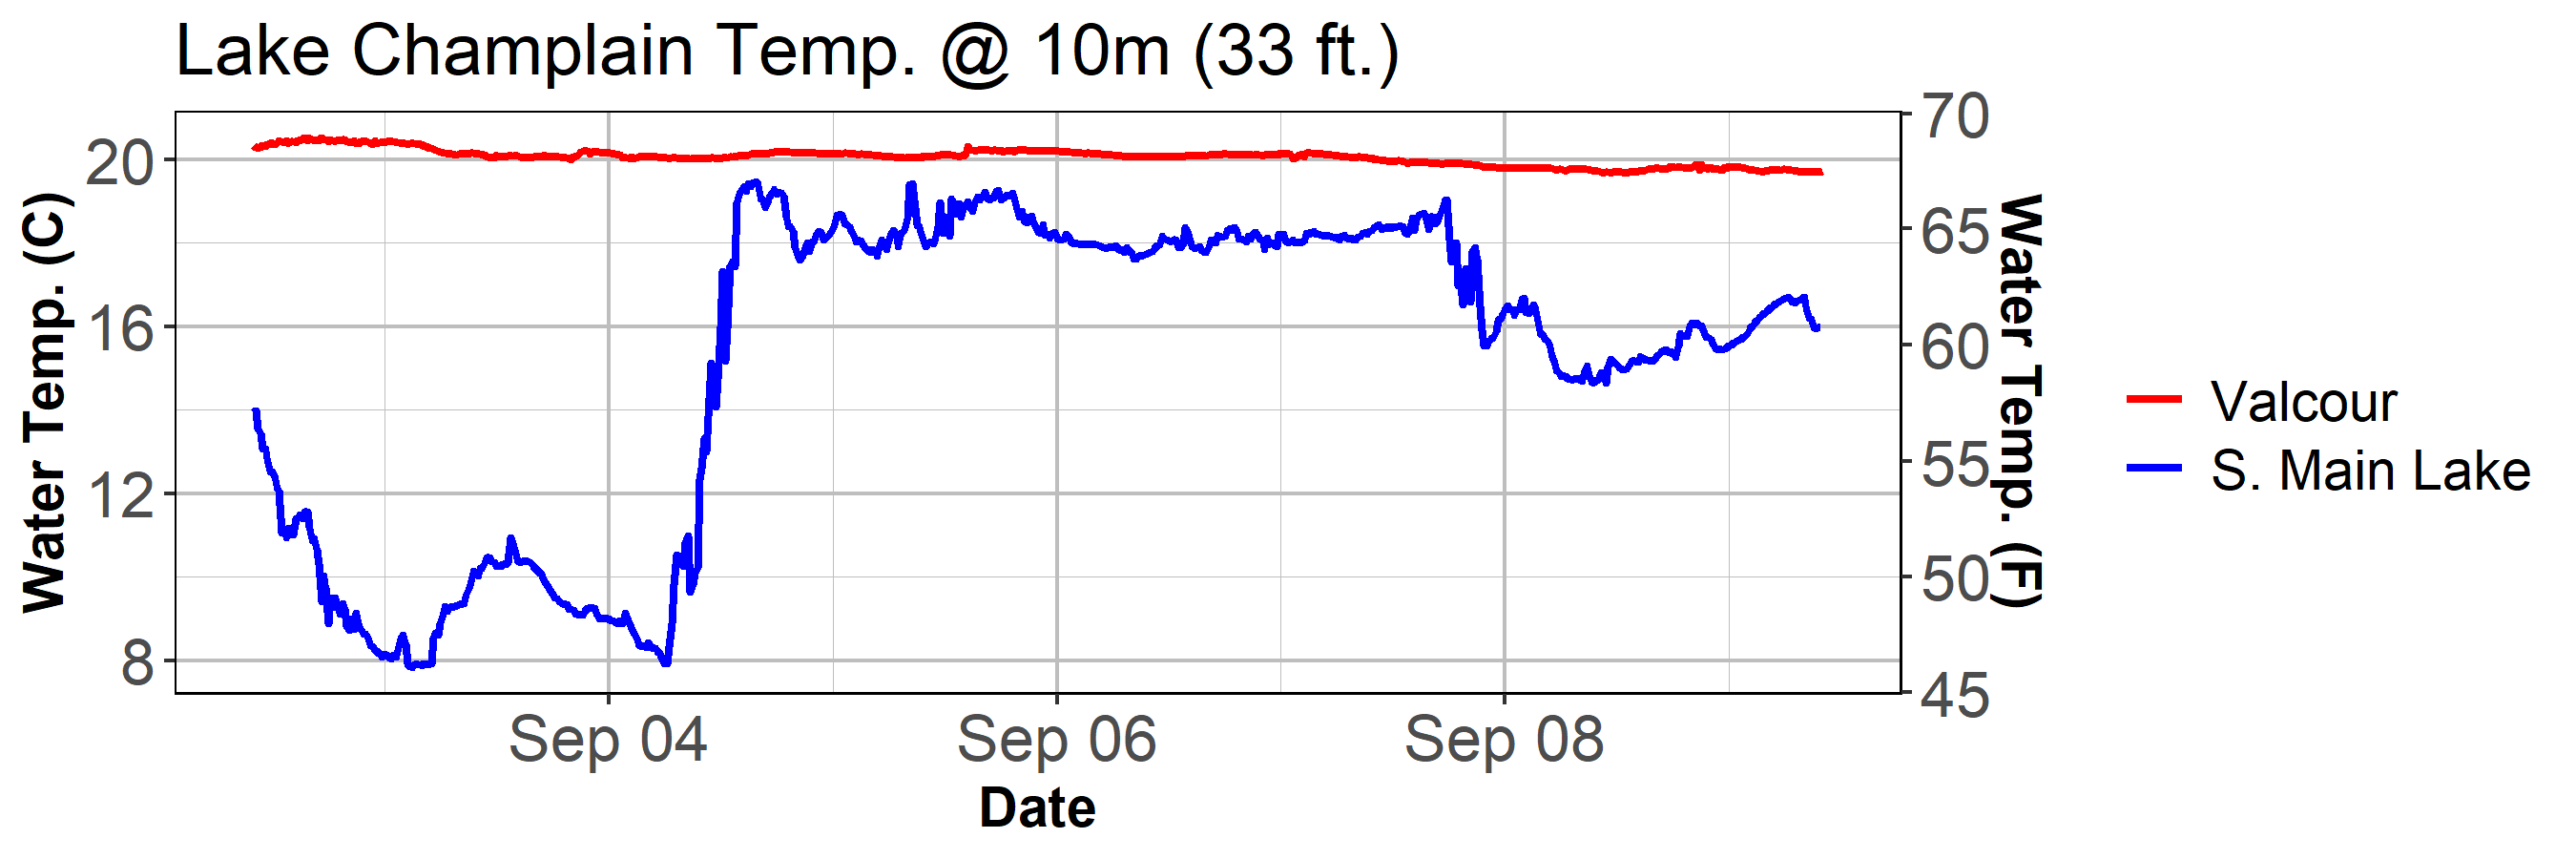 Lake Champlain Temp. @ 10m (33 ft.)
Water Temp. (C)
20
16
12
8
70
65
60
55
50
45
Water Temp. (F)
Sep 04
Sep 06
Sep 08
Date
Valcour
S. Main Lake